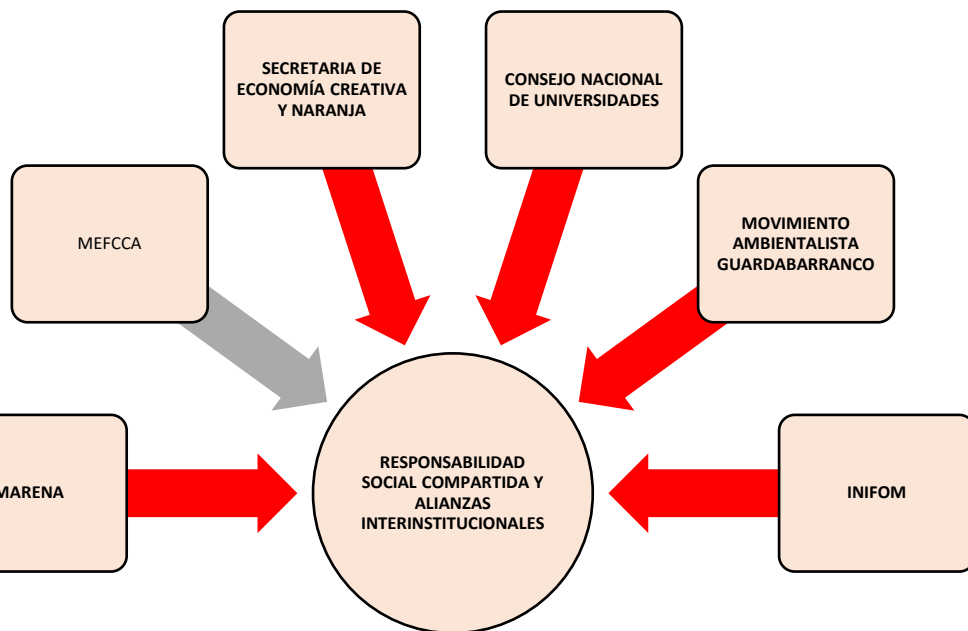 SECRETARIA DE
ECONOMÍA CREATIVA
Y NARANJA
CONSEJO NACIONAL
DE UNIVERSIDADES
MEFCCA
MOVIMIENTO
AMBIENTALISTA
GUARDABARRANCO
MARENA
RESPONSABILIDAD
SOCIAL COMPARTIDA Y
ALIANZAS
INTERINSTITUCIONALES
INIFOM